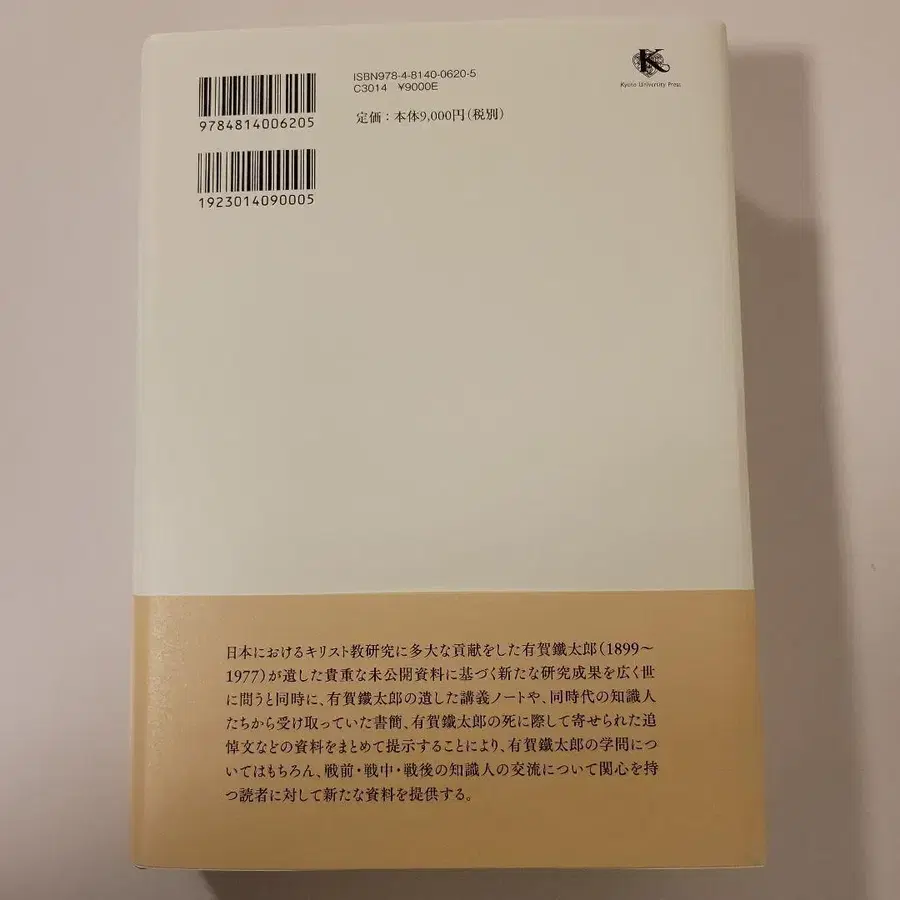 ISBN978-4-8140-0620-5
C3014 ¥9000E
定価：本体9,000円（税別）
9784814006205
1923014090005
K
Kyoto University Press
日本におけるキリスト教研究に多大な貢献をした有賀鐵太郎（1899〜
1977）が遺した貴重な未公開資料に基づく新たな研究成果を広く世
に問うと同時に、有賀鐵太郎の遺した講義ノートや、同時代の知識人
たちから受け取っていた書簡、有賀鐵太郎の死に際して寄せられた追
悼文などの資料をまとめて提示することにより、有賀鐵太郎の学問につ
いてはもちろん、戦前・戦中・戦後の知識人の交流について関心を持
つ読者に対して新たな資料を提供する。